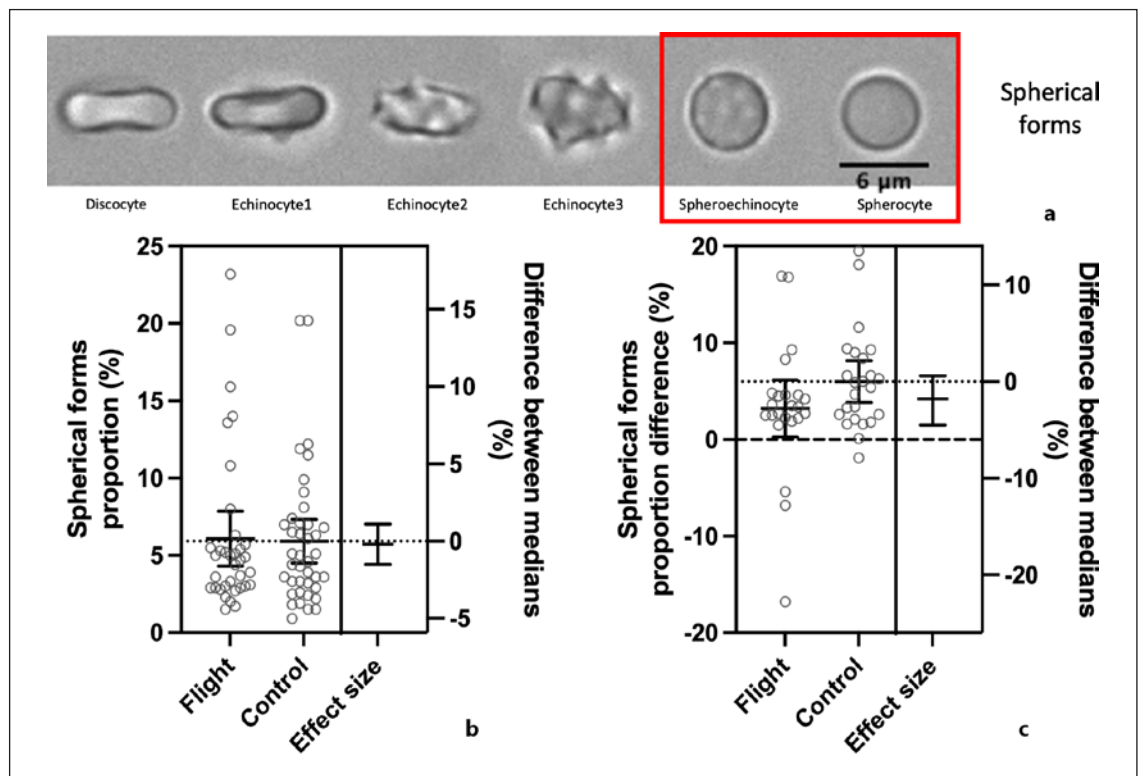 Spherical
forms
6 μm
Discocyte
Echinocyte1
Echinocyte2
Echinocyte3
Spheroechinocyte
Spherocyte
a
Spherical forms
proportion (%)
25
20
15
10
5
0
15
10
5
0
-5
Difference between medians
(%)
Flight
Control
Effect size
b
Spherical forms
proportion difference (%)
20
10
0
-10
-20
10
0
-10
-20
Difference between medians
(%)
Flight
Control
Effect size
c